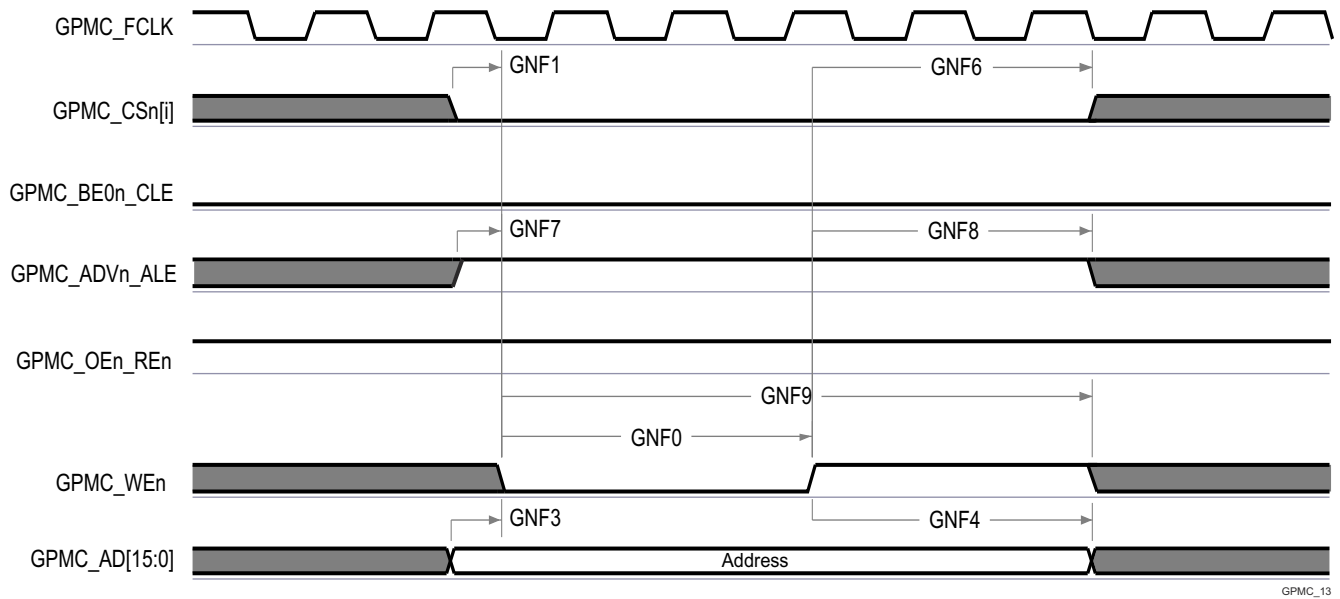 GPMC_FCLK
GNF1
GNF6
GPMC_CSn[i]
GPMC_BE0n_CLE
GNF7
GNF8
GPMC_ADVn_ALE
GPMC_OEn_REn
GNF9
GNF0
GPMC_WEn
GNF3
GNF4
GPMC_AD[15:0]
Address
GPMC_13